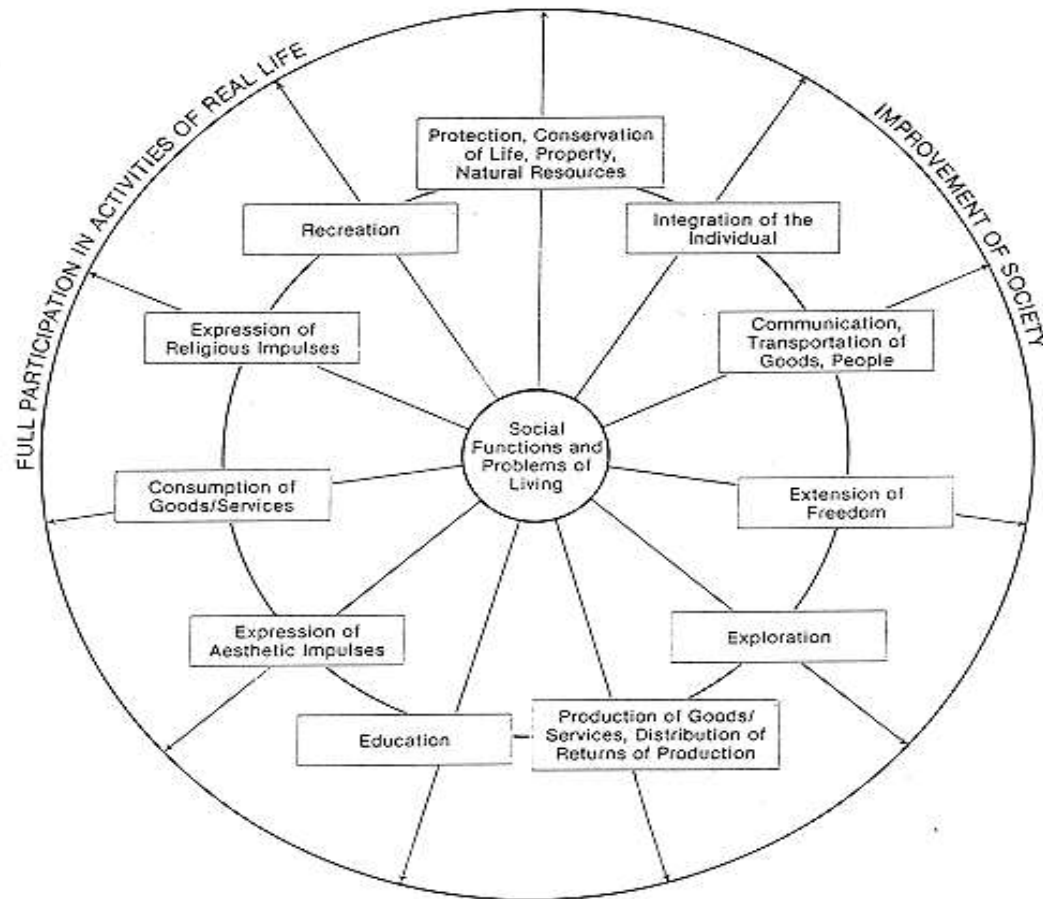 FULL PARTICIPATION IN ACTIVITIES OF REAL LIFE
IMPROVEMENT OF SOCIETY
Protection, Conservation
of Life, Property,
Natural Resources
Recreation
Integration of the
Individual
Expression of
Religious Impulses
Communication,
Transportation of
Goods, People
Social
Functions and
Problems of
Living
Consumption of
Goods/Services
Extension of
Freedom
Expression of
Aesthetic Impulses
Exploration
Education
Production of Goods/
Services, Distribution of
Returns of Production